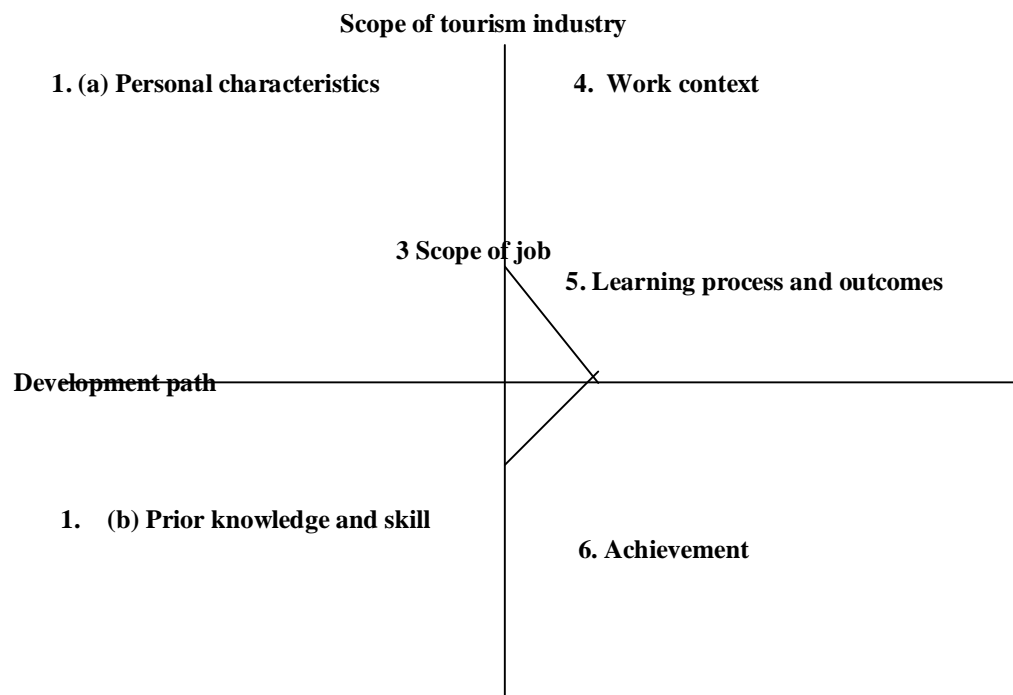 Scope of tourism industry
1. (a) Personal characteristics
4. Work context
3 Scope of job
5. Learning process and outcomes
Development path
1. (b) Prior knowledge and skill
6. Achievement